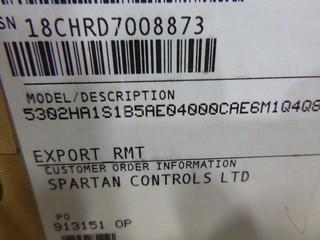 SN 18CHRD7008873
MODEL/DESCRIPTION
5302HA1S1B5AE04000CAE6M1Q4Q8
EXPORT RMT
CUSTOMER ORDER INFORMATION
SPARTAN CONTROLS LTD
PO
913151 OP